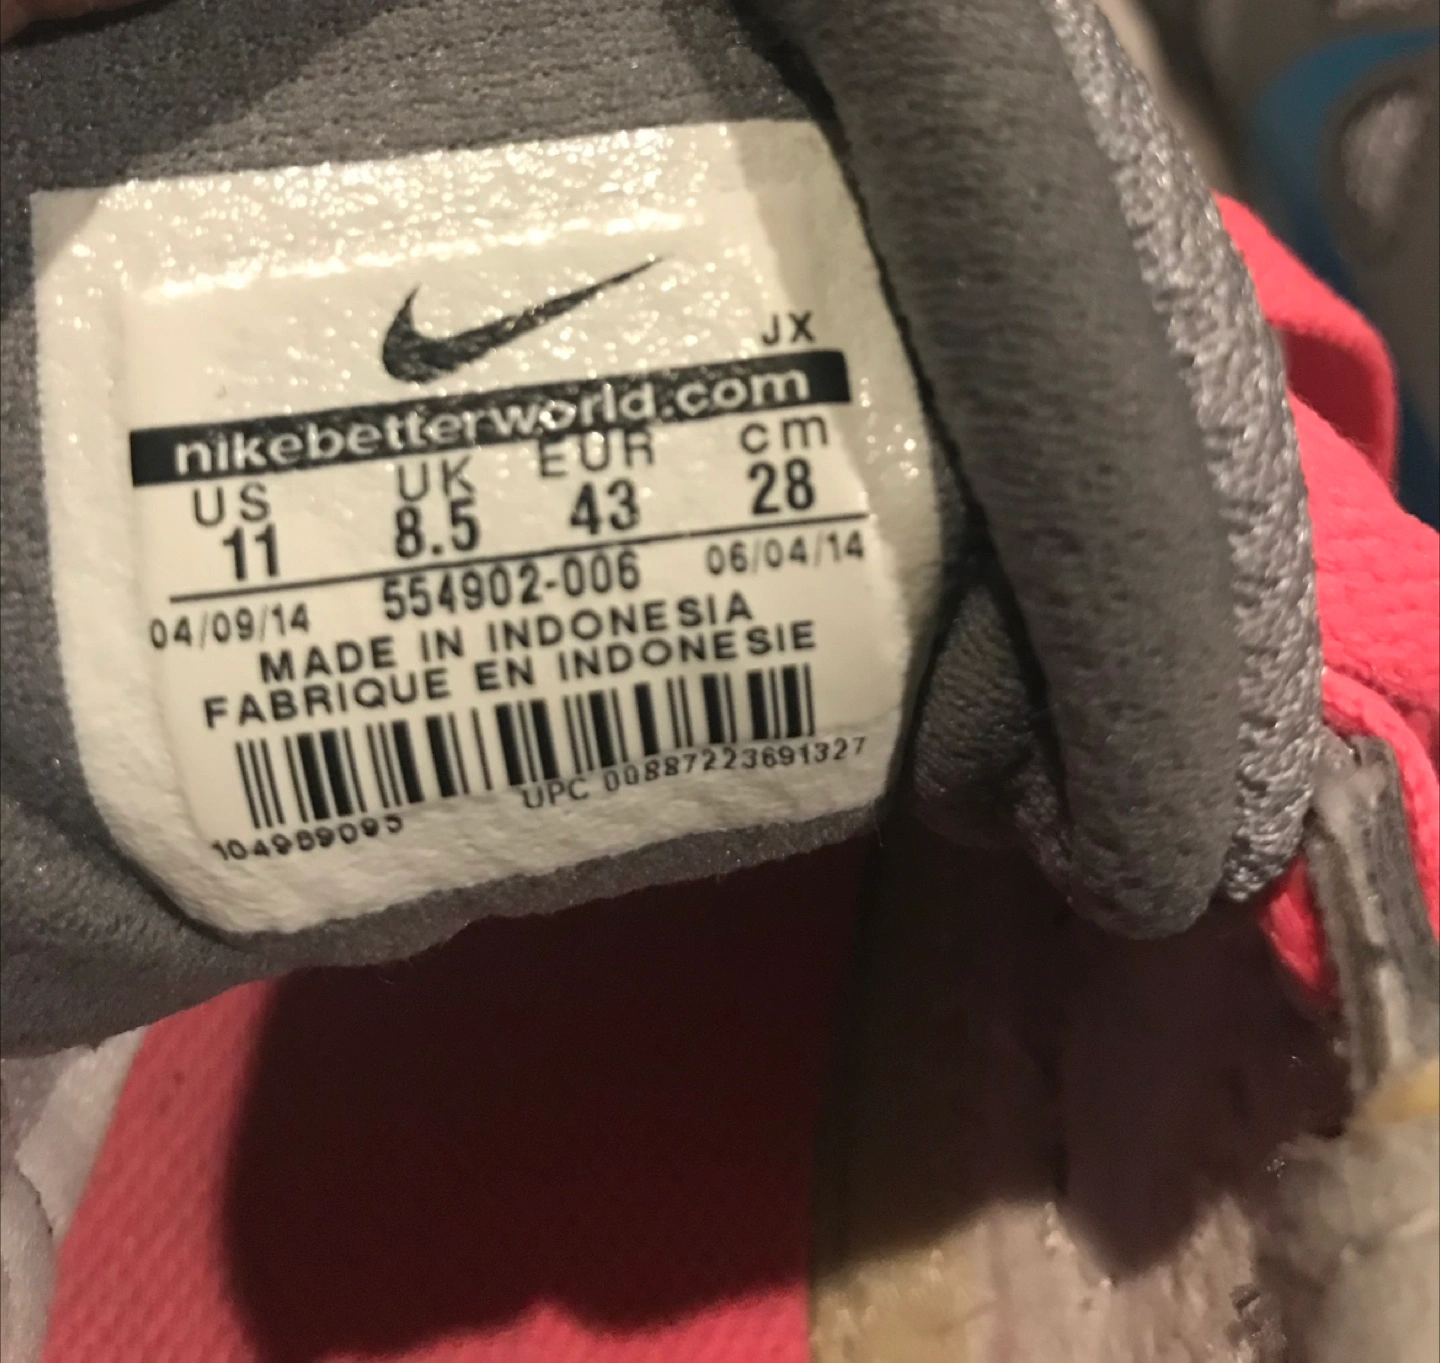 JX
nikebetterworld.com
US UK EUR cm
11 8.5 43 28
04/09/14 554902-006 06/04/14
MADE IN INDONESIA
FABRIQUE EN INDONESIE
UPC 00887223691327
104989095